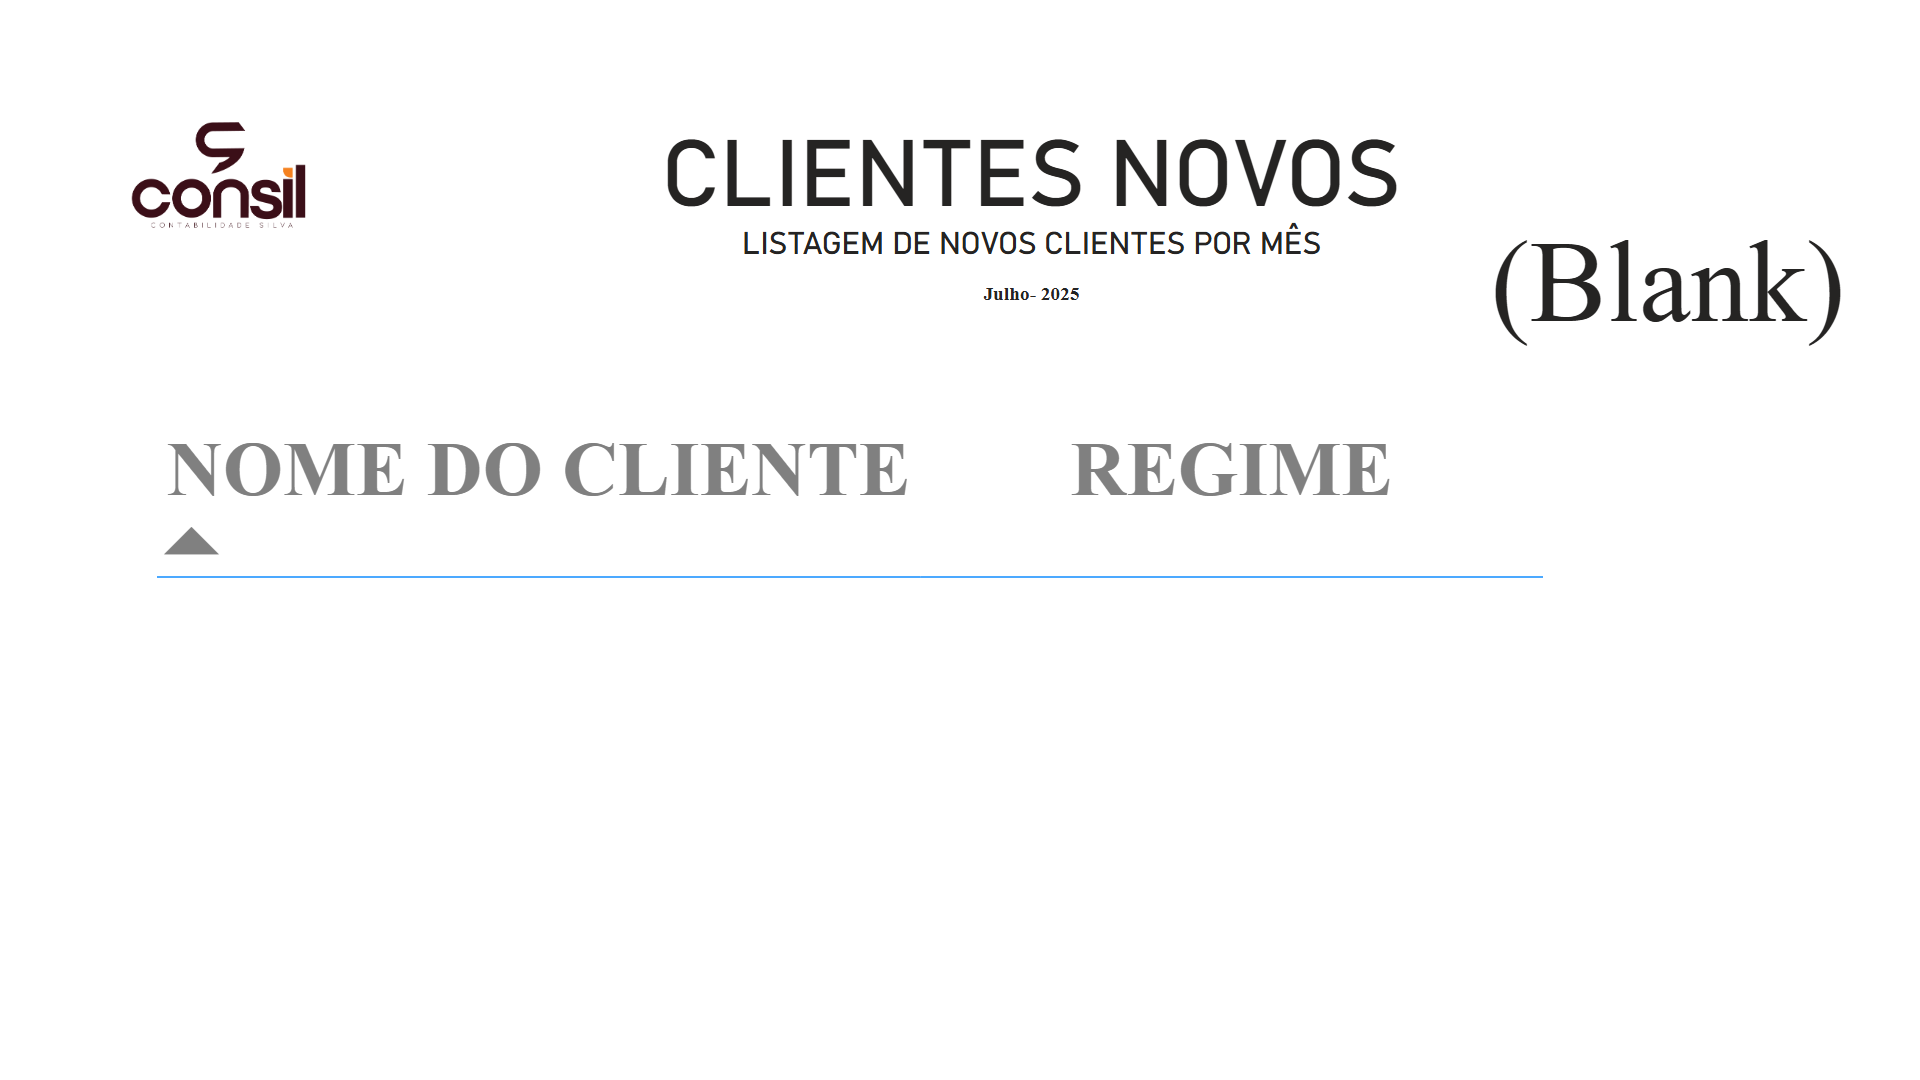 consil
CONTABILIDADE SILVA
CLIENTES NOVOS
LISTAGEM DE NOVOS CLIENTES POR MÊS
Julho- 2025
(Blank)
NOME DO CLIENTE REGIME